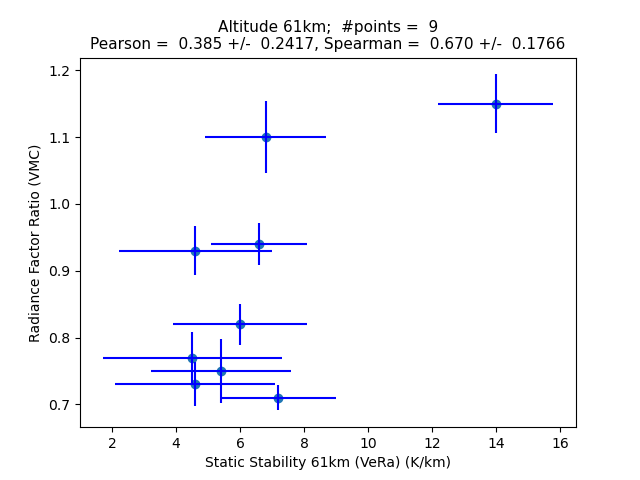 Altitude 61km;  #points =  9
Pearson =  0.385 +/-  0.2417, Spearman =  0.670 +/-  0.1766
1.2
1.1
1.0
0.9
0.8
0.7
Radiance Factor Ratio (VMC)
2 4 6 8 10 12 14 16
Static Stability 61km (VeRa) (K/km)